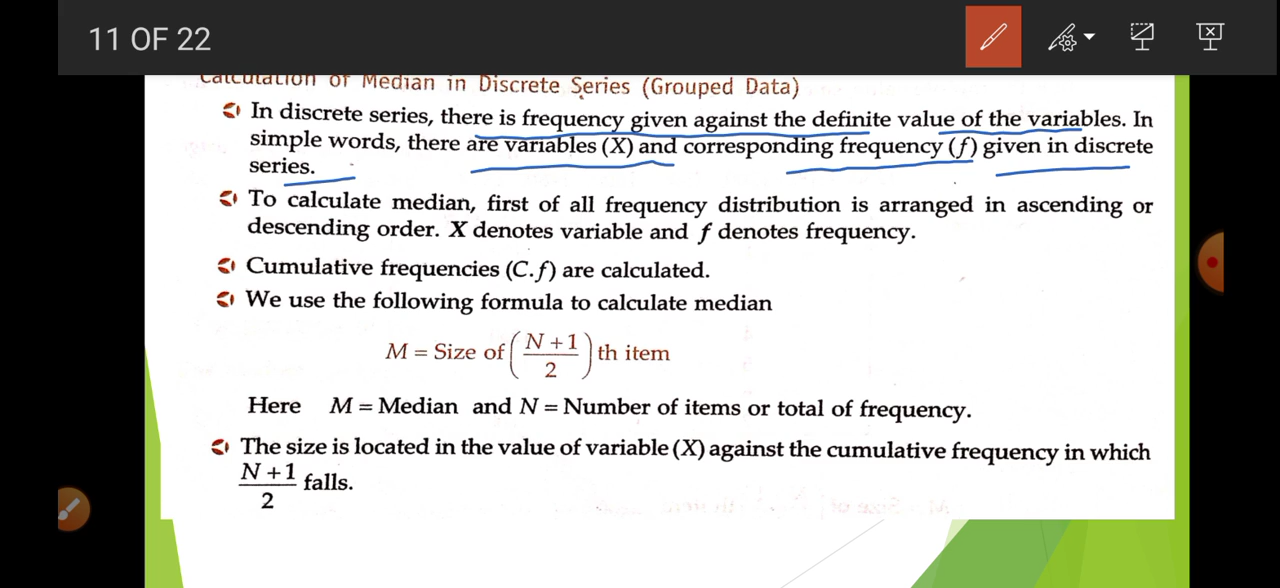 11 OF 22
Calculation of Median in Discrete Series (Grouped Data)
In discrete series, there is frequency given against the definite value of the variables. In
simple words, there are variables (X) and corresponding frequency (f) given in discrete
series.
To calculate median, first of all frequency distribution is arranged in ascending or
descending order. X denotes variable and f denotes frequency.
Cumulative frequencies (C.f) are calculated.
We use the following formula to calculate median
M = Size of (N + 1 / 2) th item
Here M = Median and N = Number of items or total of frequency.
The size is located in the value of variable (X) against the cumulative frequency in which
N + 1 / 2 falls.